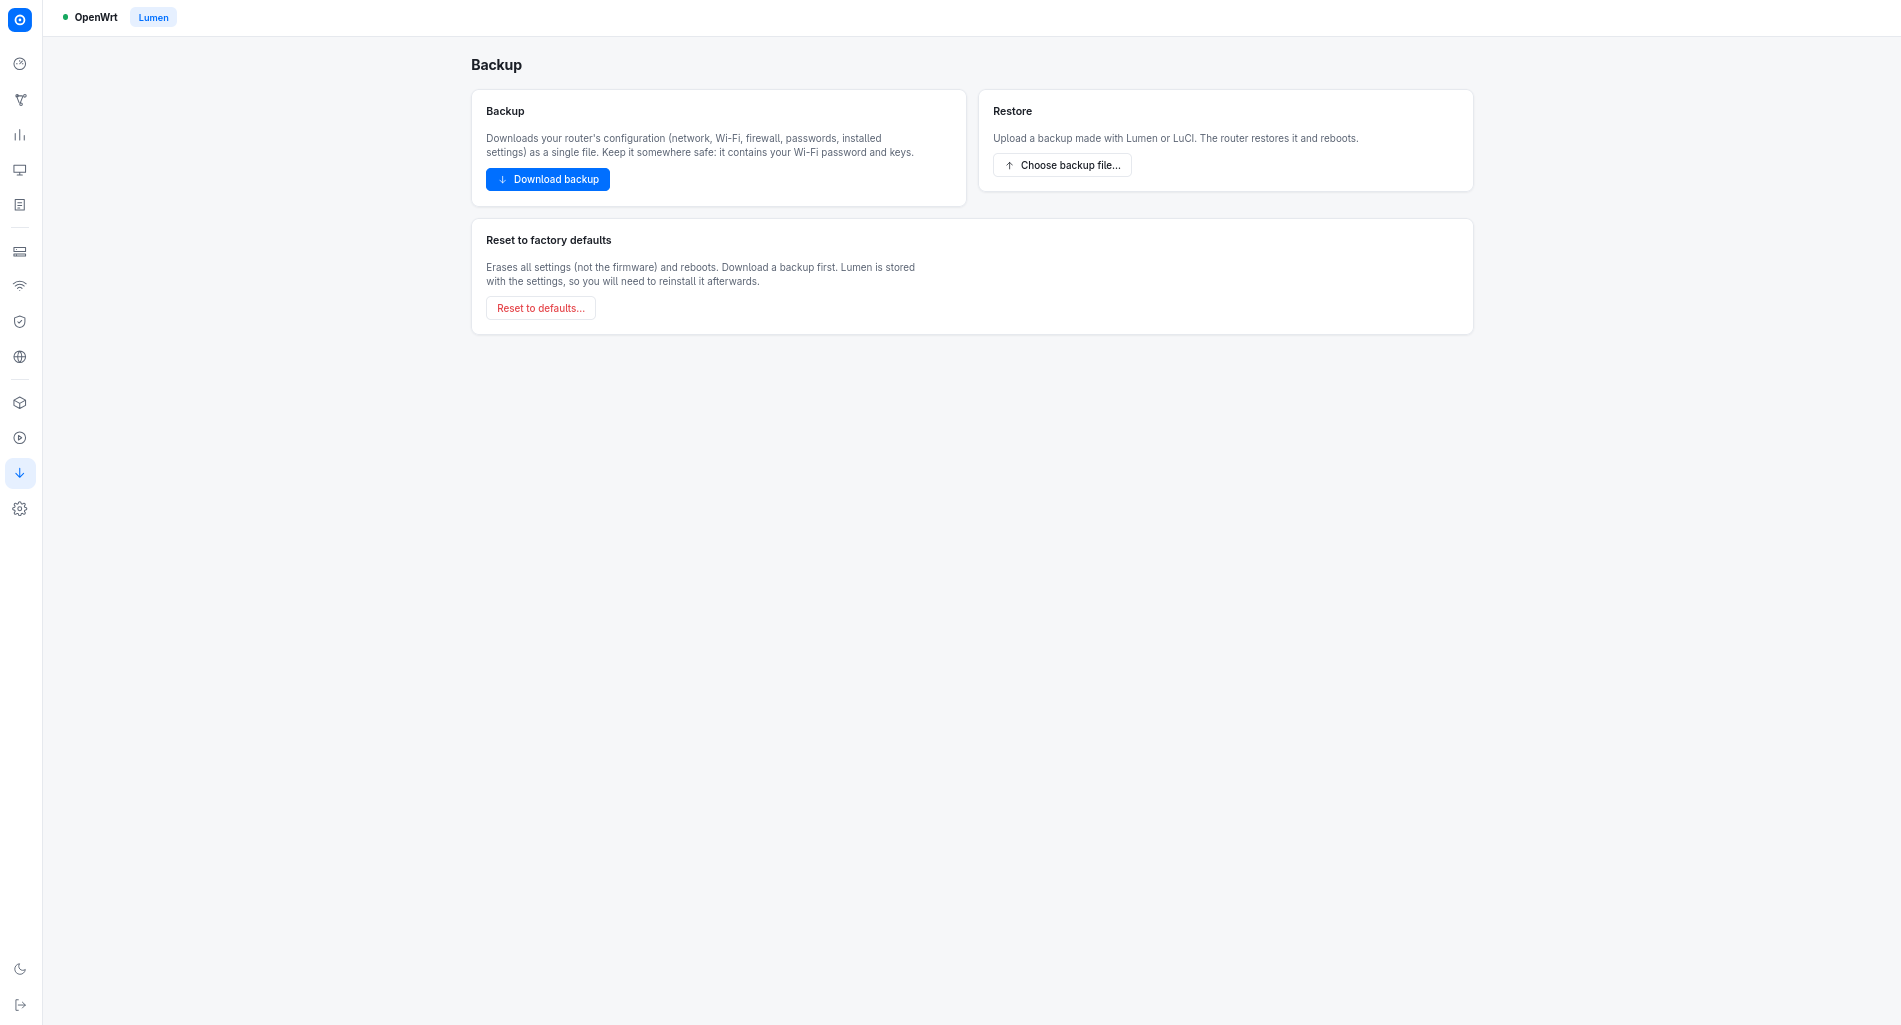 OpenWrt
Lumen
Backup
Backup
Downloads your router's configuration (network, Wi-Fi, firewall, passwords, installed
settings) as a single file. Keep it somewhere safe: it contains your Wi-Fi password and keys.
Download backup
Restore
Upload a backup made with Lumen or LuCI. The router restores it and reboots.
Choose backup file...
Reset to factory defaults
Erases all settings (not the firmware) and reboots. Download a backup first. Lumen is stored
with the settings, so you will need to reinstall it afterwards.
Reset to defaults...